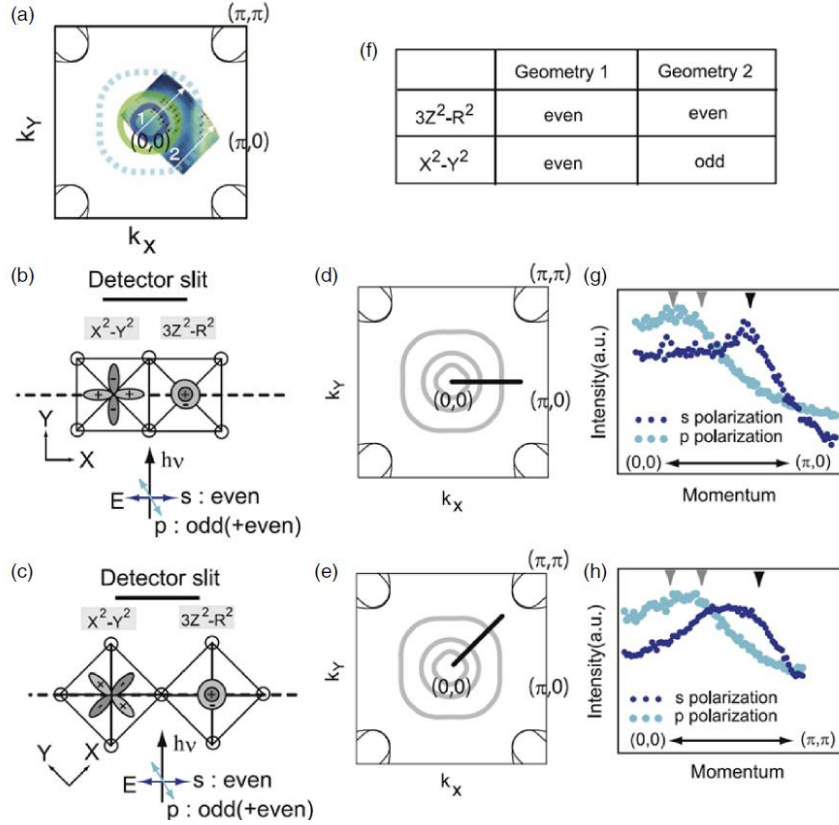 (a)
(π,π)
k_Y
1
(0,0)
2
(π,0)
k_X
(f)
Geometry 1 Geometry 2
3Z²-R² even even
X²-Y² even odd
(b)
Detector slit
X²-Y² 3Z²-R²
+ - + - + -
Y
X
hν
E s : even
p : odd(+even)
(d)
(π,π)
k_Y
(0,0)
(π,0)
k_X
(g)
Intensity(a.u.)
s polarization
p polarization
(0,0) (π,0)
Momentum
(c)
Detector slit
X²-Y² 3Z²-R²
+ - + - + -
Y X
hν
E s : even
p : odd(+even)
(e)
(π,π)
k_Y
(0,0)
(π,0)
k_X
(h)
Intensity(a.u.)
s polarization
p polarization
(0,0) (π,π)
Momentum